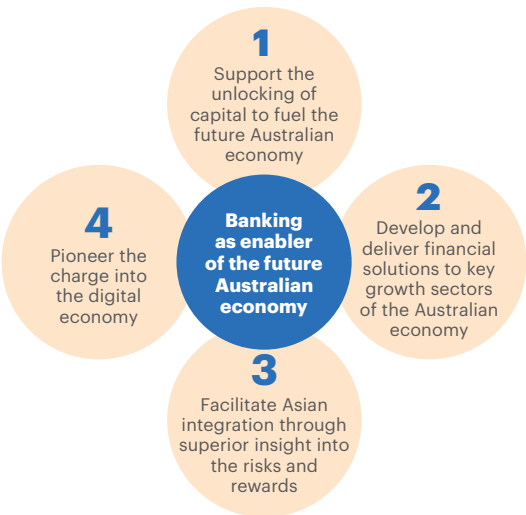 1
Support the
unlocking of
capital to fuel the
future Australian
economy
2
Develop and
deliver financial
solutions to key
growth sectors
of the Australian
economy
3
Facilitate Asian
integration through
superior insight into
the risks and
rewards
4
Pioneer the
charge into
the digital
economy
Banking
as enabler
of the future
Australian
economy